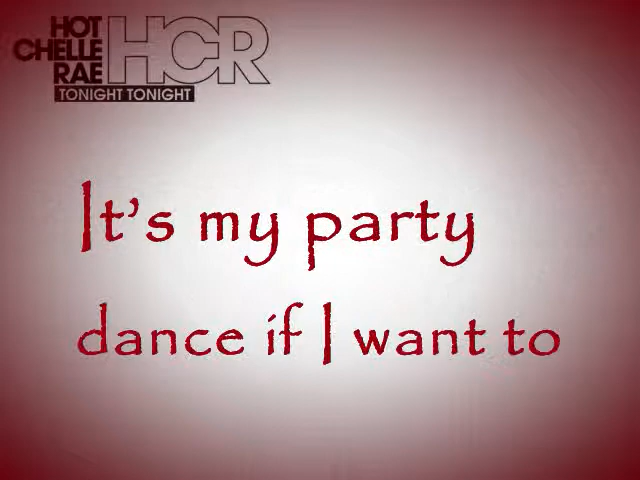 HOT
CHELLE
RAE
HCR
TONIGHT TONIGHT
It's my party
dance if I want to